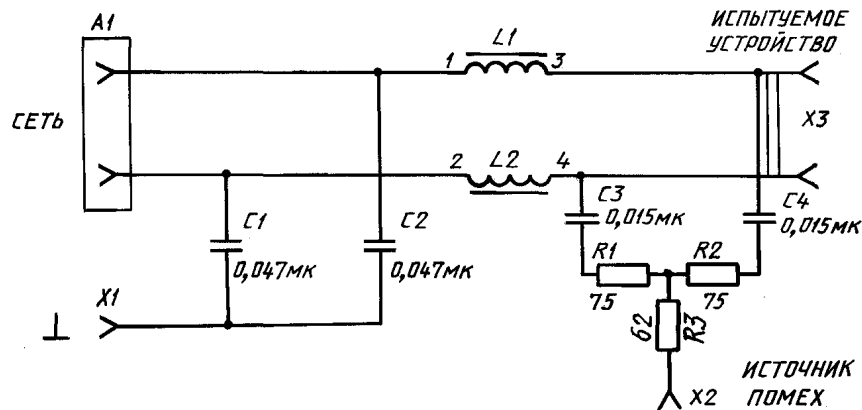 A1
ИСПЫТУЕМОЕ
УСТРОЙСТВО
1
L1
3
СЕТЬ
X3
2
L2
4
C1
0,047мк
C2
0,047мк
C3
0,015мк
C4
0,015мк
R1
75
R2
75
X1
62
R3
ИСТОЧНИК
ПОМЕХ
X2